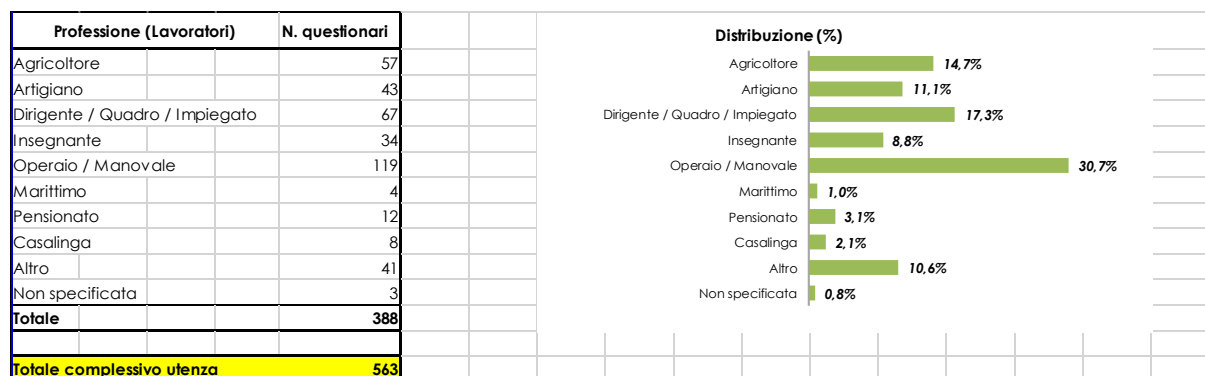 Professione (Lavoratori) N. questionari
Agricoltore 57
Artigiano 43
Dirigente / Quadro / Impiegato 67
Insegnante 34
Operaio / Manovale 119
Marittimo 4
Pensionato 12
Casalinga 8
Altro 41
Non specificata 3
Totale 388
Totale complessivo utenza 563
Distribuzione (%)
Agricoltore 14,7%
Artigiano 11,1%
Dirigente / Quadro / Impiegato 17,3%
Insegnante 8,8%
Operaio / Manovale 30,7%
Marittimo 1,0%
Pensionato 3,1%
Casalinga 2,1%
Altro 10,6%
Non specificata 0,8%